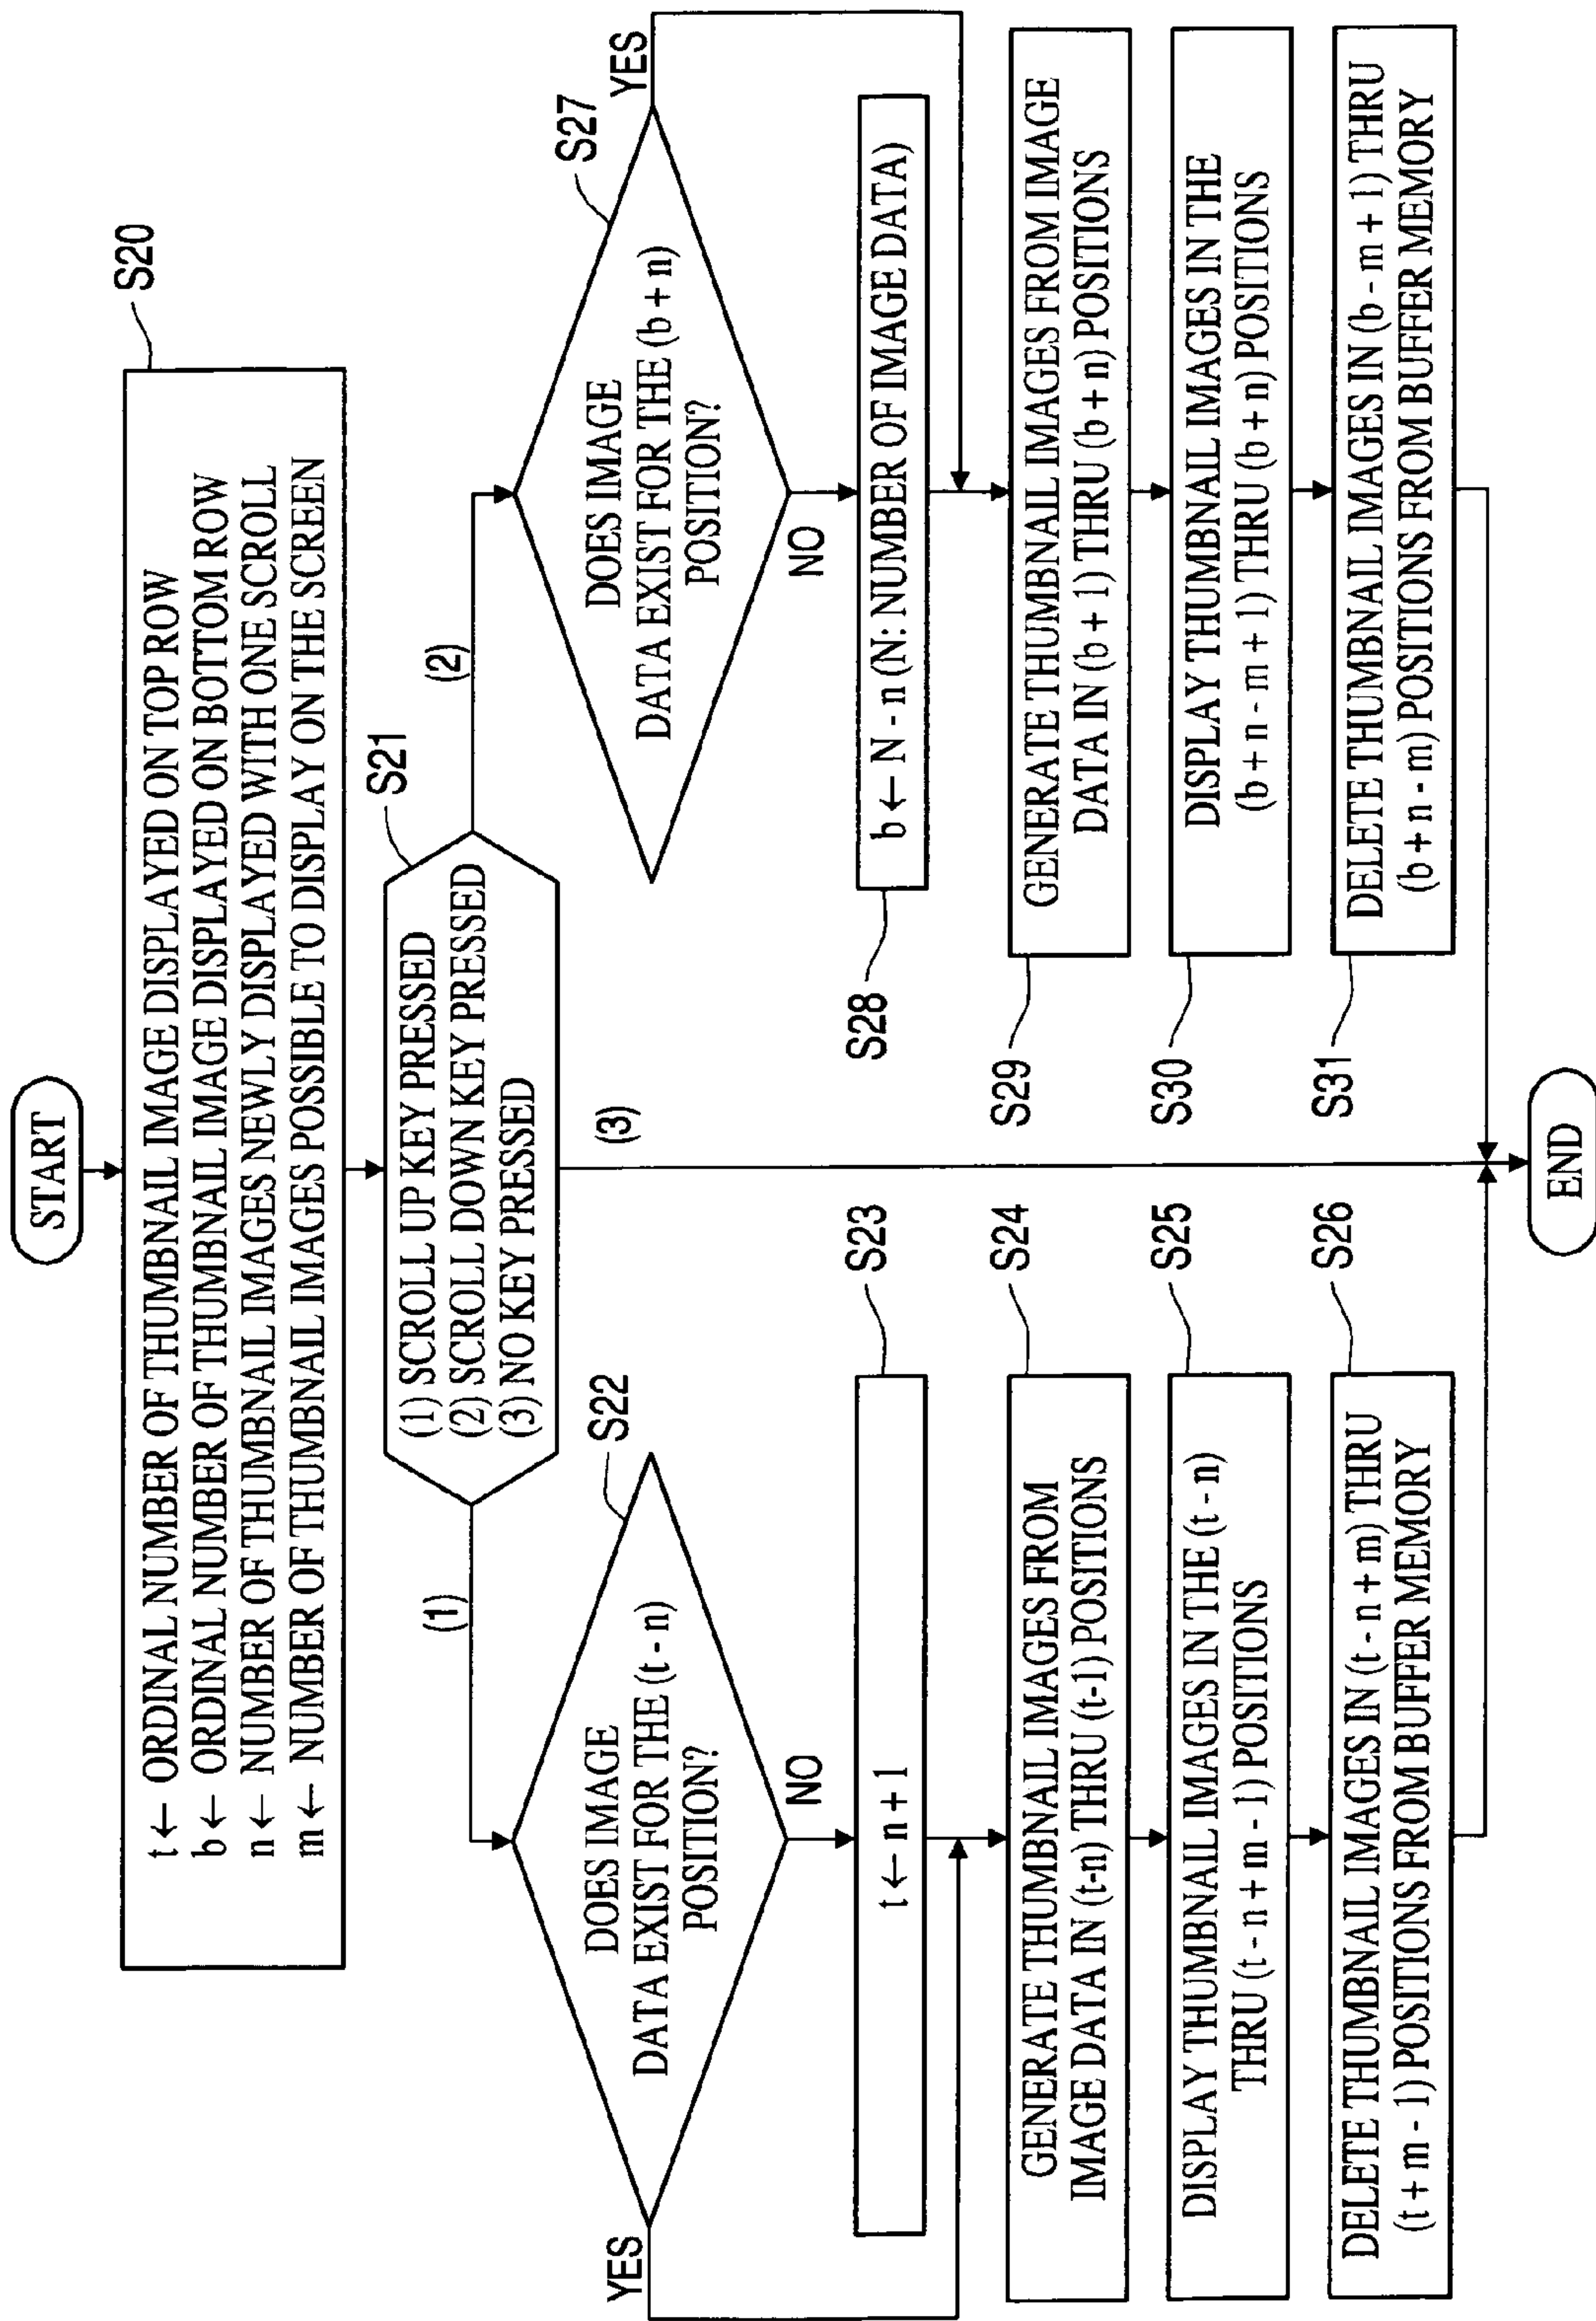 START
S20
t ← ORDINAL NUMBER OF THUMBNAIL IMAGE DISPLAYED ON TOP ROW
b ← ORDINAL NUMBER OF THUMBNAIL IMAGE DISPLAYED ON BOTTOM ROW
n ← NUMBER OF THUMBNAIL IMAGES NEWLY DISPLAYED WITH ONE SCROLL
m ← NUMBER OF THUMBNAIL IMAGES POSSIBLE TO DISPLAY ON THE SCREEN
S21
(1) SCROLL UP KEY PRESSED
(2) SCROLL DOWN KEY PRESSED
(3) NO KEY PRESSED
(1)
(2)
(3)
S22
DOES IMAGE
DATA EXIST FOR THE (t - n)
POSITION?
YES
NO
S23
t ← n + 1
S24
GENERATE THUMBNAIL IMAGES FROM
IMAGE DATA IN (t-n) THRU (t-1) POSITIONS
S25
DISPLAY THUMBNAIL IMAGES IN THE (t - n)
THRU (t - n + m - 1) POSITIONS
S26
DELETE THUMBNAIL IMAGES IN (t - n + m) THRU
(t + m - 1) POSITIONS FROM BUFFER MEMORY
S27
DOES IMAGE
DATA EXIST FOR THE (b + n)
POSITION?
YES
NO
S28
b ← N - n (N: NUMBER OF IMAGE DATA)
S29
GENERATE THUMBNAIL IMAGES FROM IMAGE
DATA IN (b + 1) THRU (b + n) POSITIONS
S30
DISPLAY THUMBNAIL IMAGES IN THE
(b + n - m + 1) THRU (b + n) POSITIONS
S31
DELETE THUMBNAIL IMAGES IN (b - m + 1) THRU
(b + n - m) POSITIONS FROM BUFFER MEMORY
END